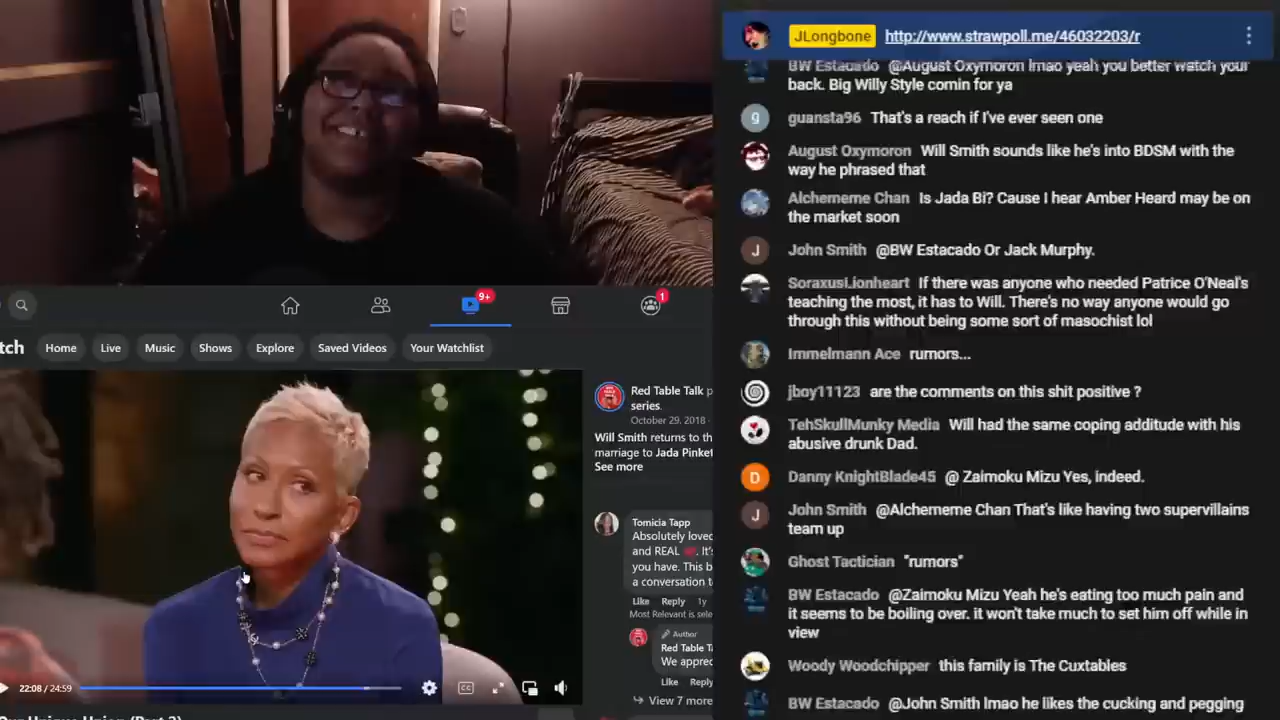 JLongbone http://www.strawpoll.me/46032203/r
BW Estacado @August Oxymoron lmao yeah you better watch your
back. Big Willy Style comin for ya
g guansta96 That's a reach if I've ever seen one
August Oxymoron Will Smith sounds like he's into BDSM with the
way he phrased that
Alchememe Chan Is Jada Bi? Cause I hear Amber Heard may be on
the market soon
J John Smith @BW Estacado Or Jack Murphy.
SoraxusLionheart If there was anyone who needed Patrice O'Neal's
teaching the most, it has to Will. There's no way anyone would go
through this without being some sort of masochist lol
Immelmann Ace rumors...
jboy11123 are the comments on this shit positive ?
TehSkullMunky Media Will had the same coping additude with his
abusive drunk Dad.
D Danny KnightBlade45 @ Zaimoku Mizu Yes, indeed.
J John Smith @Alchememe Chan That's like having two supervillains
team up
Ghost Tactician "rumors"
BW Estacado @Zaimoku Mizu Yeah he's eating too much pain and
it seems to be boiling over. it won't take much to set him off while in
view
Woody Woodchipper this family is The Cuxtables
BW Estacado @John Smith lmao he likes the cucking and pegging
9+
1
tch Home Live Music Shows Explore Saved Videos Your Watchlist
Red Table Talk p
series.
October 29, 2018 ·
Will Smith returns to th
marriage to Jada Pinket
See more
Tomicia Tapp
Absolutely loved
and REAL It's
you have. This b
a conversation t
Like Reply 1y
Most Relevant is sele
Author
Red Table Ta
We apprec
Like Reply
View 7 more
22:08 / 24:59
CC
Our Unique Union (Part 2)